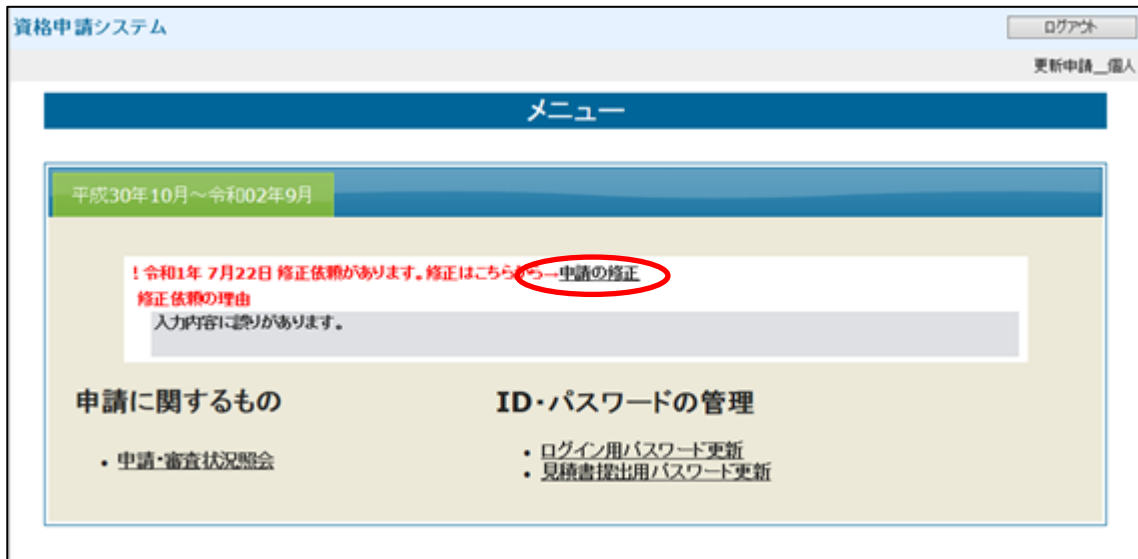 資格申請システム
ログアウト
更新申請__個人
メニュー
平成30年10月～令和02年9月
！令和1年 7月22日 修正依頼があります。修正はこちらから→申請の修正
修正依頼の理由
入力内容に誤りがあります。
申請に関するもの
ID・パスワードの管理
・申請・審査状況照会
・ログイン用パスワード更新
・見積書提出用パスワード更新